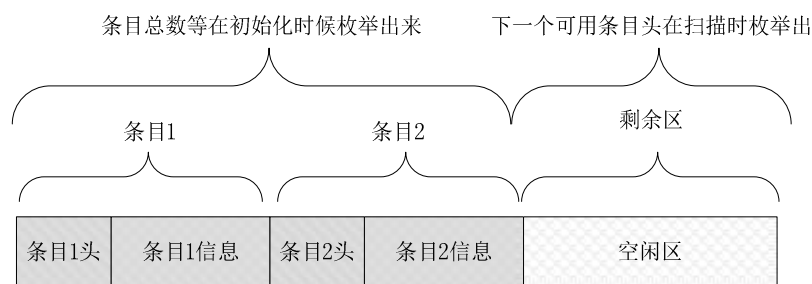 条目总数等在初始化时候枚举出来
下一个可用条目头在扫描时枚举出
条目1
条目2
剩余区
条目1头
条目1信息
条目2头
条目2信息
空闲区